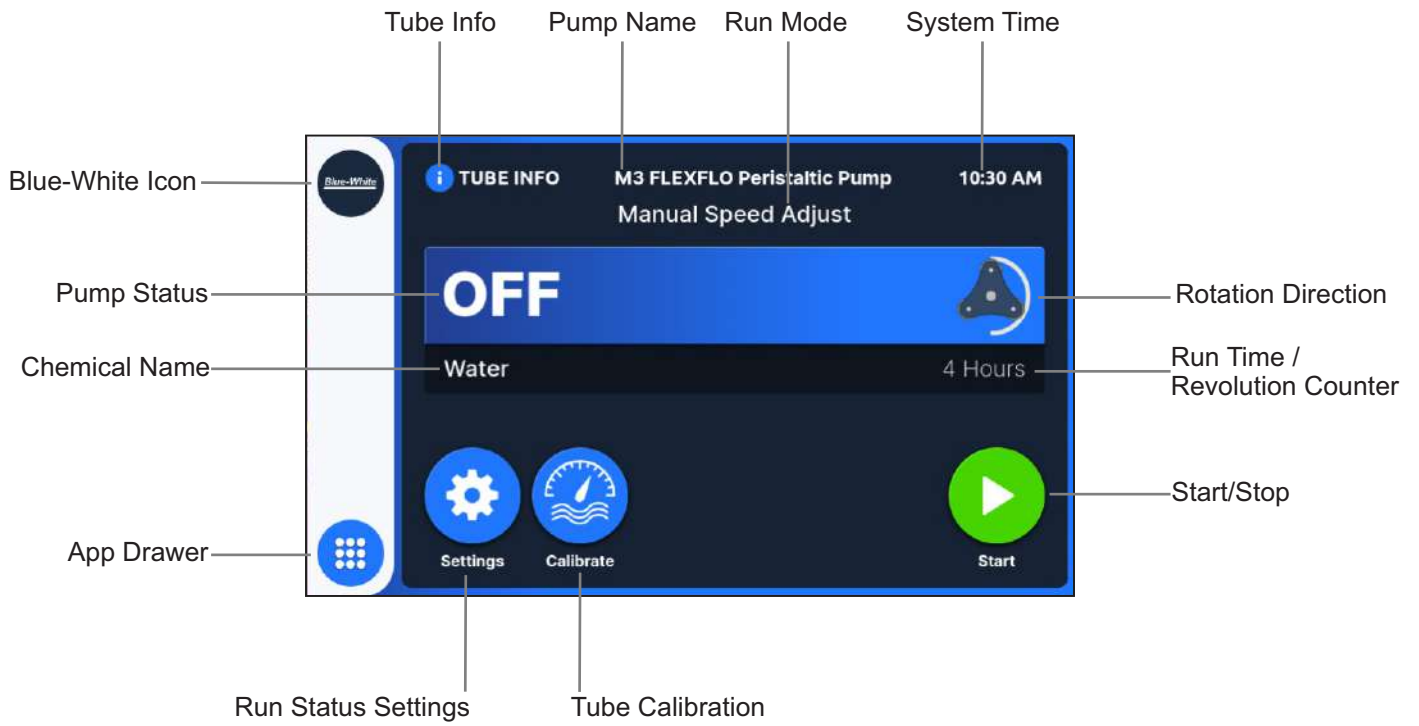 Tube Info
Pump Name
Run Mode
System Time
Blue-White Icon
Blue-White
i
TUBE INFO
M3 FLEXFLO Peristaltic Pump
10:30 AM
Manual Speed Adjust
Pump Status
OFF
Rotation Direction
Chemical Name
Water
4 Hours
Run Time /
Revolution Counter
Start/Stop
App Drawer
Settings
Calibrate
Start
Run Status Settings
Tube Calibration